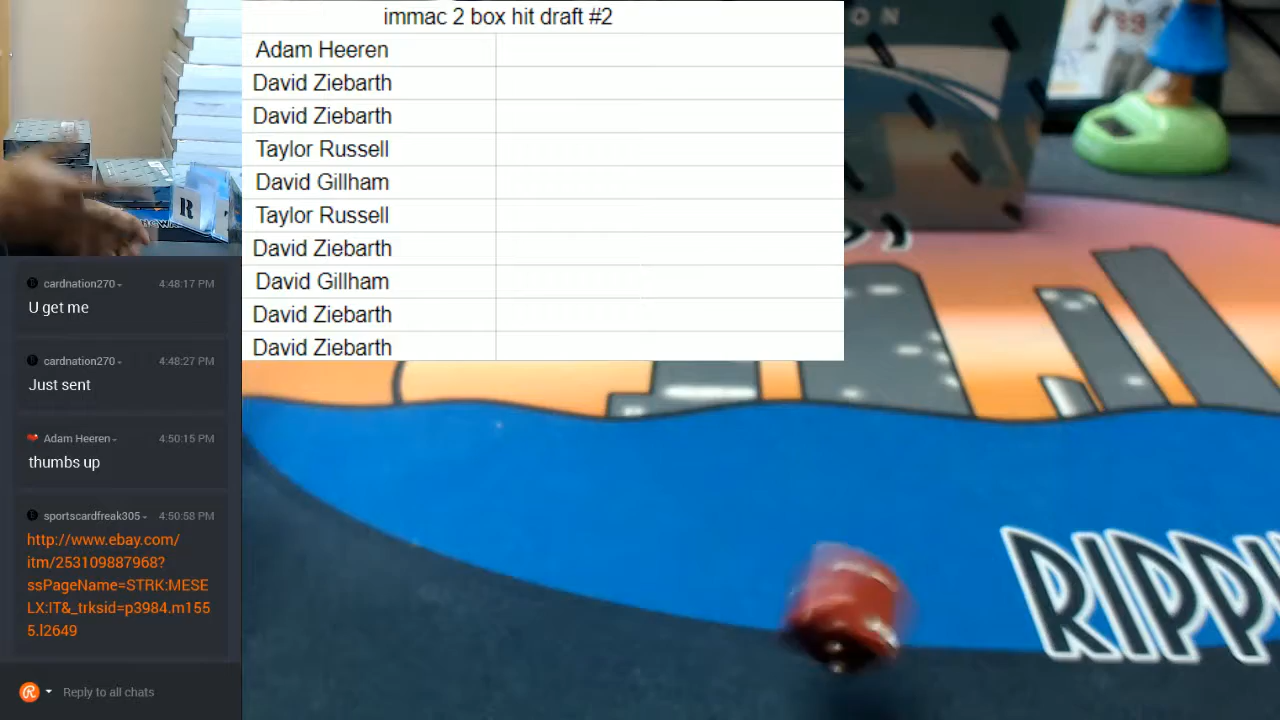 immac 2 box hit draft #2
Adam Heeren
David Ziebarth
David Ziebarth
Taylor Russell
David Gillham
Taylor Russell
David Ziebarth
David Gillham
David Ziebarth
David Ziebarth
cardnation270 4:48:17 PM
U get me
cardnation270 4:48:27 PM
Just sent
Adam Heeren 4:50:15 PM
thumbs up
sportscardfreak305 4:50:58 PM
http://www.ebay.com/
itm/253109887968?
ssPageName=STRK:MESE
LX:IT&_trksid=p3984.m155
5.l2649
Reply to all chats
R
RIPPI